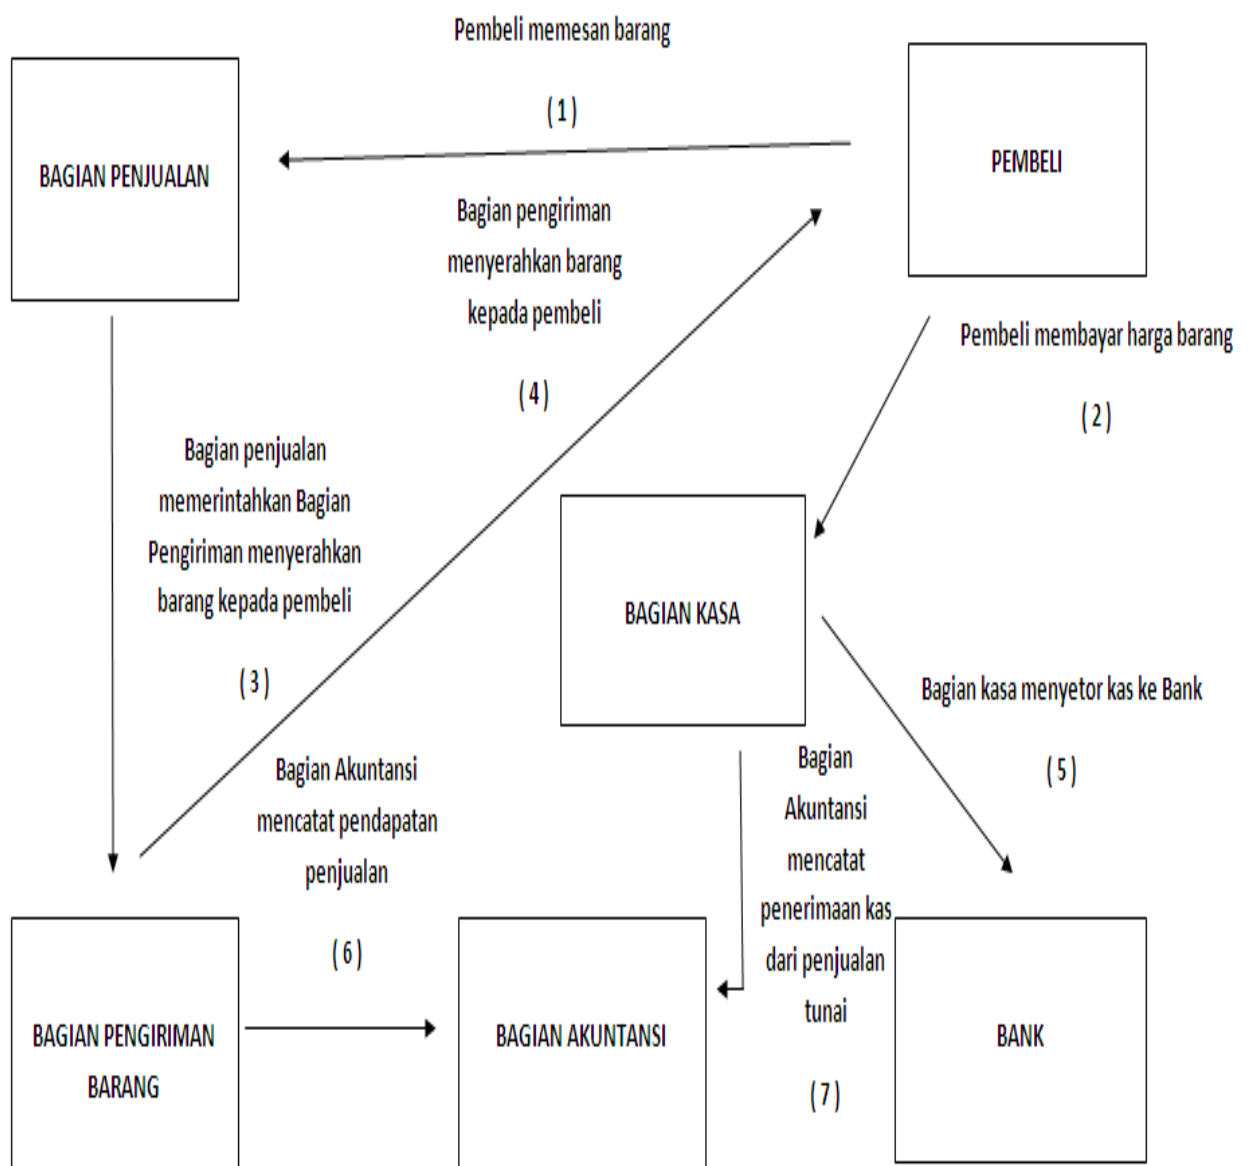 Pembeli memesan barang
( 1 )
BAGIAN PENJUALAN
PEMBELI
Bagian pengiriman
menyerahkan barang
kepada pembeli
( 4 )
Pembeli membayar harga barang
( 2 )
Bagian penjualan
memerintahkan Bagian
Pengiriman menyerahkan
barang kepada pembeli
( 3 )
BAGIAN KASA
Bagian kasa menyetor kas ke Bank
( 5 )
Bagian Akuntansi
mencatat pendapatan
penjualan
( 6 )
Bagian
Akuntansi
mencatat
penerimaan kas
dari penjualan
tunai
( 7 )
BAGIAN PENGIRIMAN
BARANG
BAGIAN AKUNTANSI
BANK